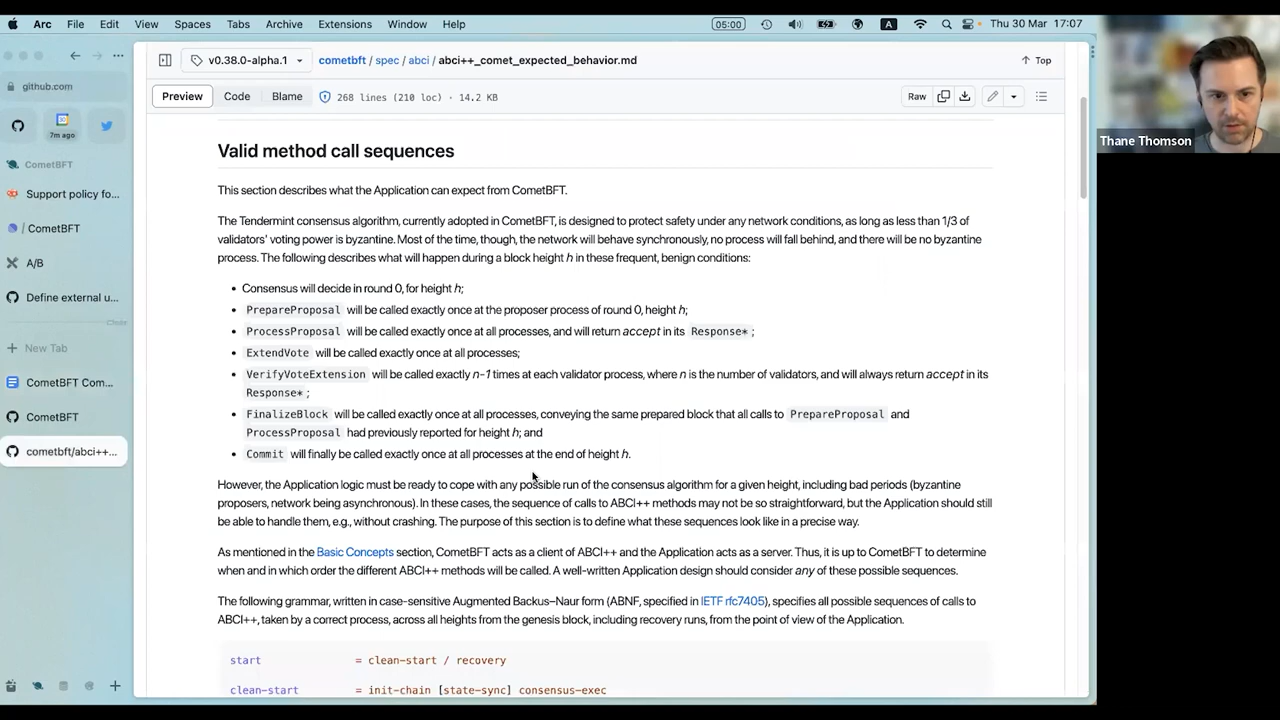 Arc File Edit View Spaces Tabs Archive Extensions Window Help 05:00 A Thu 30 Mar 17:07
v0.38.0-alpha.1 cometbft / spec / abci / abci++_comet_expected_behavior.md Top
github.com
Preview Code Blame 268 lines (210 loc) · 14.2 KB Raw
7m ago
Thane Thomson
CometBFT
Support policy fo...
/ CometBFT
A/B
Define external u...
New Tab
CometBFT Com...
CometBFT
cometbft/abci++...
Valid method call sequences
This section describes what the Application can expect from CometBFT.
The Tendermint consensus algorithm, currently adopted in CometBFT, is designed to protect safety under any network conditions, as long as less than 1/3 of
validators' voting power is byzantine. Most of the time, though, the network will behave synchronously, no process will fall behind, and there will be no byzantine
process. The following describes what will happen during a block height h in these frequent, benign conditions:
• Consensus will decide in round 0, for height h;
• PrepareProposal will be called exactly once at the proposer process of round 0, height h;
• ProcessProposal will be called exactly once at all processes, and will return accept in its Response* ;
• ExtendVote will be called exactly once at all processes;
• VerifyVoteExtension will be called exactly n-1 times at each validator process, where n is the number of validators, and will always return accept in its
Response* ;
• FinalizeBlock will be called exactly once at all processes, conveying the same prepared block that all calls to PrepareProposal and
ProcessProposal had previously reported for height h; and
• Commit will finally be called exactly once at all processes at the end of height h.
However, the Application logic must be ready to cope with any possible run of the consensus algorithm for a given height, including bad periods (byzantine
proposers, network being asynchronous). In these cases, the sequence of calls to ABCI++ methods may not be so straightforward, but the Application should still
be able to handle them, e.g., without crashing. The purpose of this section is to define what these sequences look like in a precise way.
As mentioned in the Basic Concepts section, CometBFT acts as a client of ABCI++ and the Application acts as a server. Thus, it is up to CometBFT to determine
when and in which order the different ABCI++ methods will be called. A well-written Application design should consider any of these possible sequences.
The following grammar, written in case-sensitive Augmented Backus–Naur form (ABNF, specified in IETF rfc7405), specifies all possible sequences of calls to
ABCI++, taken by a correct process, across all heights from the genesis block, including recovery runs, from the point of view of the Application.
start = clean-start / recovery
clean-start = init-chain [state-sync] consensus-exec